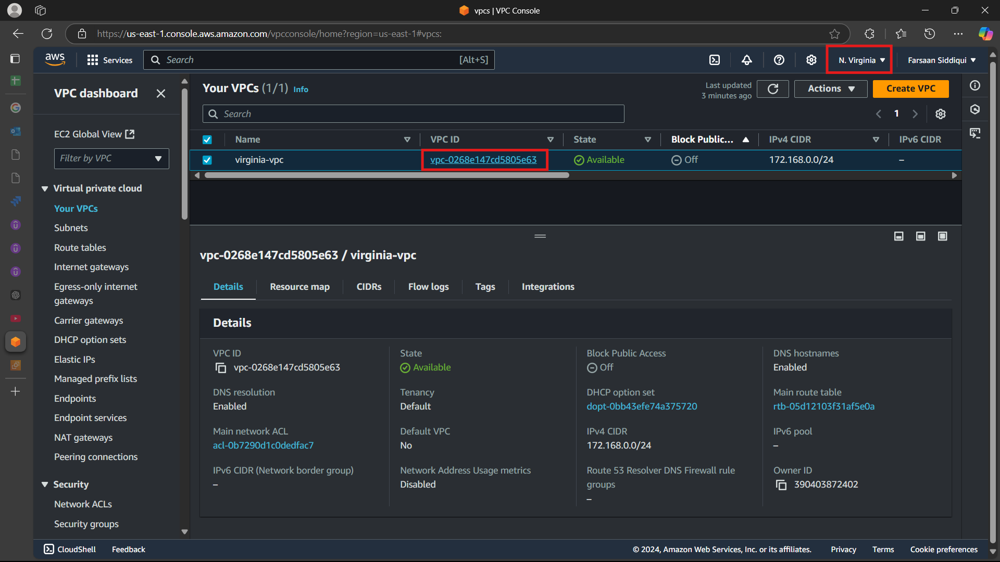 vpcs | VPC Console
https://us-east-1.console.aws.amazon.com/vpcconsole/home?region=us-east-1#vpcs:
aws
Services
Search
[Alt+S]
N. Virginia
Farsaan Siddiqui
VPC dashboard
EC2 Global View
Filter by VPC
Virtual private cloud
Your VPCs
Subnets
Route tables
Internet gateways
Egress-only internet
gateways
Carrier gateways
DHCP option sets
Elastic IPs
Managed prefix lists
Endpoints
Endpoint services
NAT gateways
Peering connections
Security
Network ACLs
Security groups
Your VPCs (1/1) Info
Last updated
3 minutes ago
Actions
Create VPC
Search
1
Name VPC ID State Block Public... IPv4 CIDR IPv6 CIDR
virginia-vpc vpc-0268e147cd5805e63 Available Off 172.168.0.0/24 –
vpc-0268e147cd5805e63 / virginia-vpc
Details Resource map CIDRs Flow logs Tags Integrations
Details
VPC ID
vpc-0268e147cd5805e63
State
Available
Block Public Access
Off
DNS hostnames
Enabled
DNS resolution
Enabled
Tenancy
Default
DHCP option set
dopt-0bb43efe74a375720
Main route table
rtb-05d12103f31af5e0a
Main network ACL
acl-0b7290d1c0dedfac7
Default VPC
No
IPv4 CIDR
172.168.0.0/24
IPv6 pool
–
IPv6 CIDR (Network border group)
–
Network Address Usage metrics
Disabled
Route 53 Resolver DNS Firewall rule
groups
–
Owner ID
390403872402
CloudShell Feedback
© 2024, Amazon Web Services, Inc. or its affiliates. Privacy Terms Cookie preferences